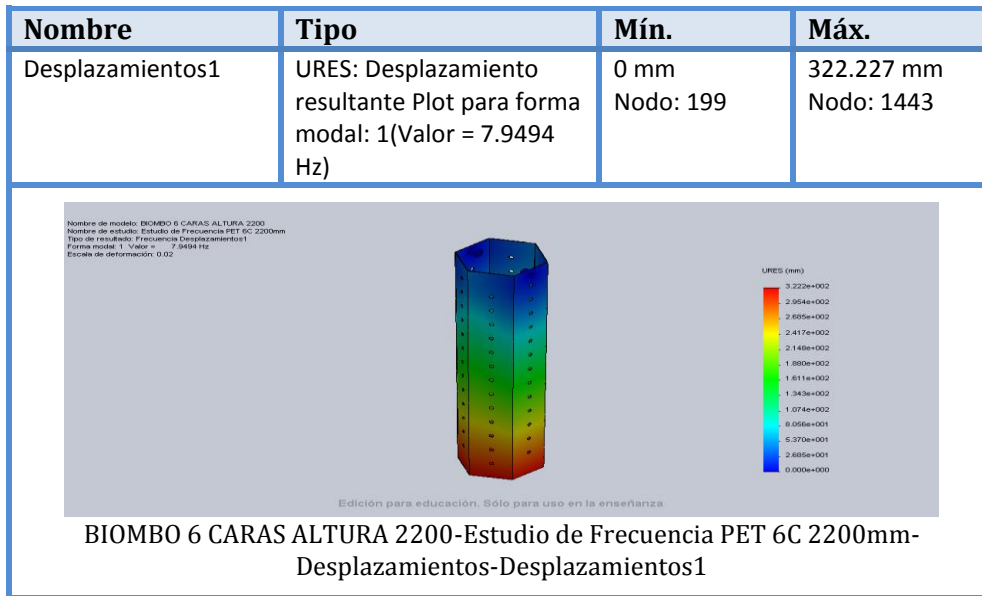 Nombre Tipo Mín. Máx.
Desplazamientos1 URES: Desplazamiento 0 mm 322.227 mm
resultante Plot para forma Nodo: 199 Nodo: 1443
modal: 1(Valor = 7.9494
Hz)
Nombre de modelo: BIOMBO 6 CARAS ALTURA 2200
Nombre de estudio: Estudio de Frecuencia PET 6C 2200mm
Tipo de resultado: Frecuencia Desplazamientos1
Forma modal: 1 Valor = 7.9494 Hz
Escala de deformación: 0.02
URES (mm)
3.222e+002
2.954e+002
2.685e+002
2.417e+002
2.148e+002
1.880e+002
1.611e+002
1.343e+002
1.074e+002
8.056e+001
5.370e+001
2.685e+001
0.000e+000
Edición para educación. Sólo para uso en la enseñanza.
BIOMBO 6 CARAS ALTURA 2200-Estudio de Frecuencia PET 6C 2200mm-
Desplazamientos-Desplazamientos1